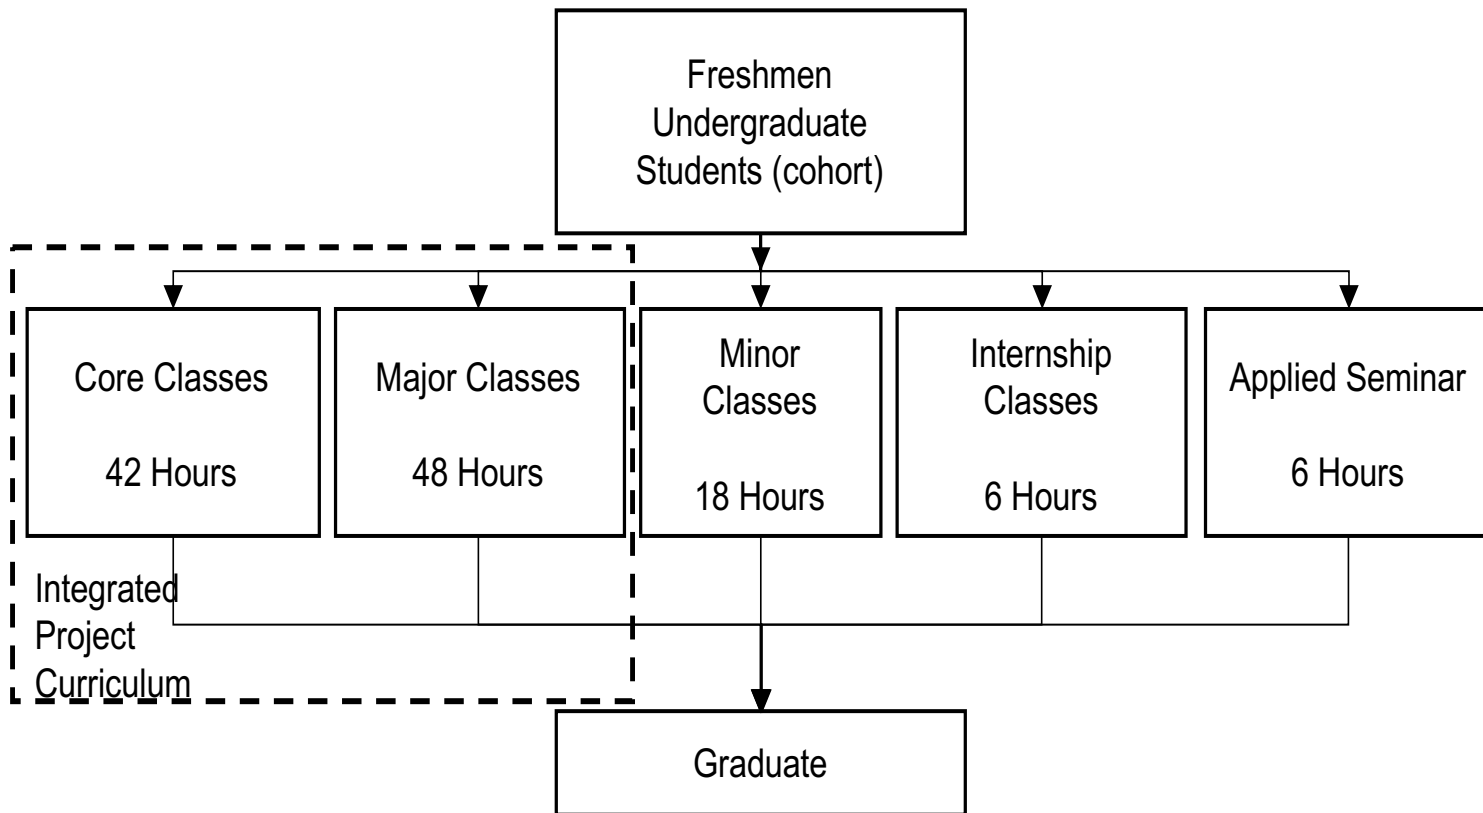 Freshmen
Undergraduate
Students (cohort)
Core Classes
42 Hours
Major Classes
48 Hours
Minor
Classes
18 Hours
Internship
Classes
6 Hours
Applied Seminar
6 Hours
Integrated
Project
Curriculum
Graduate